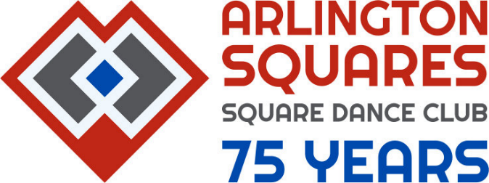 ARLINGTON
SQUARES
SQUARE DANCE CLUB
75 YEARS